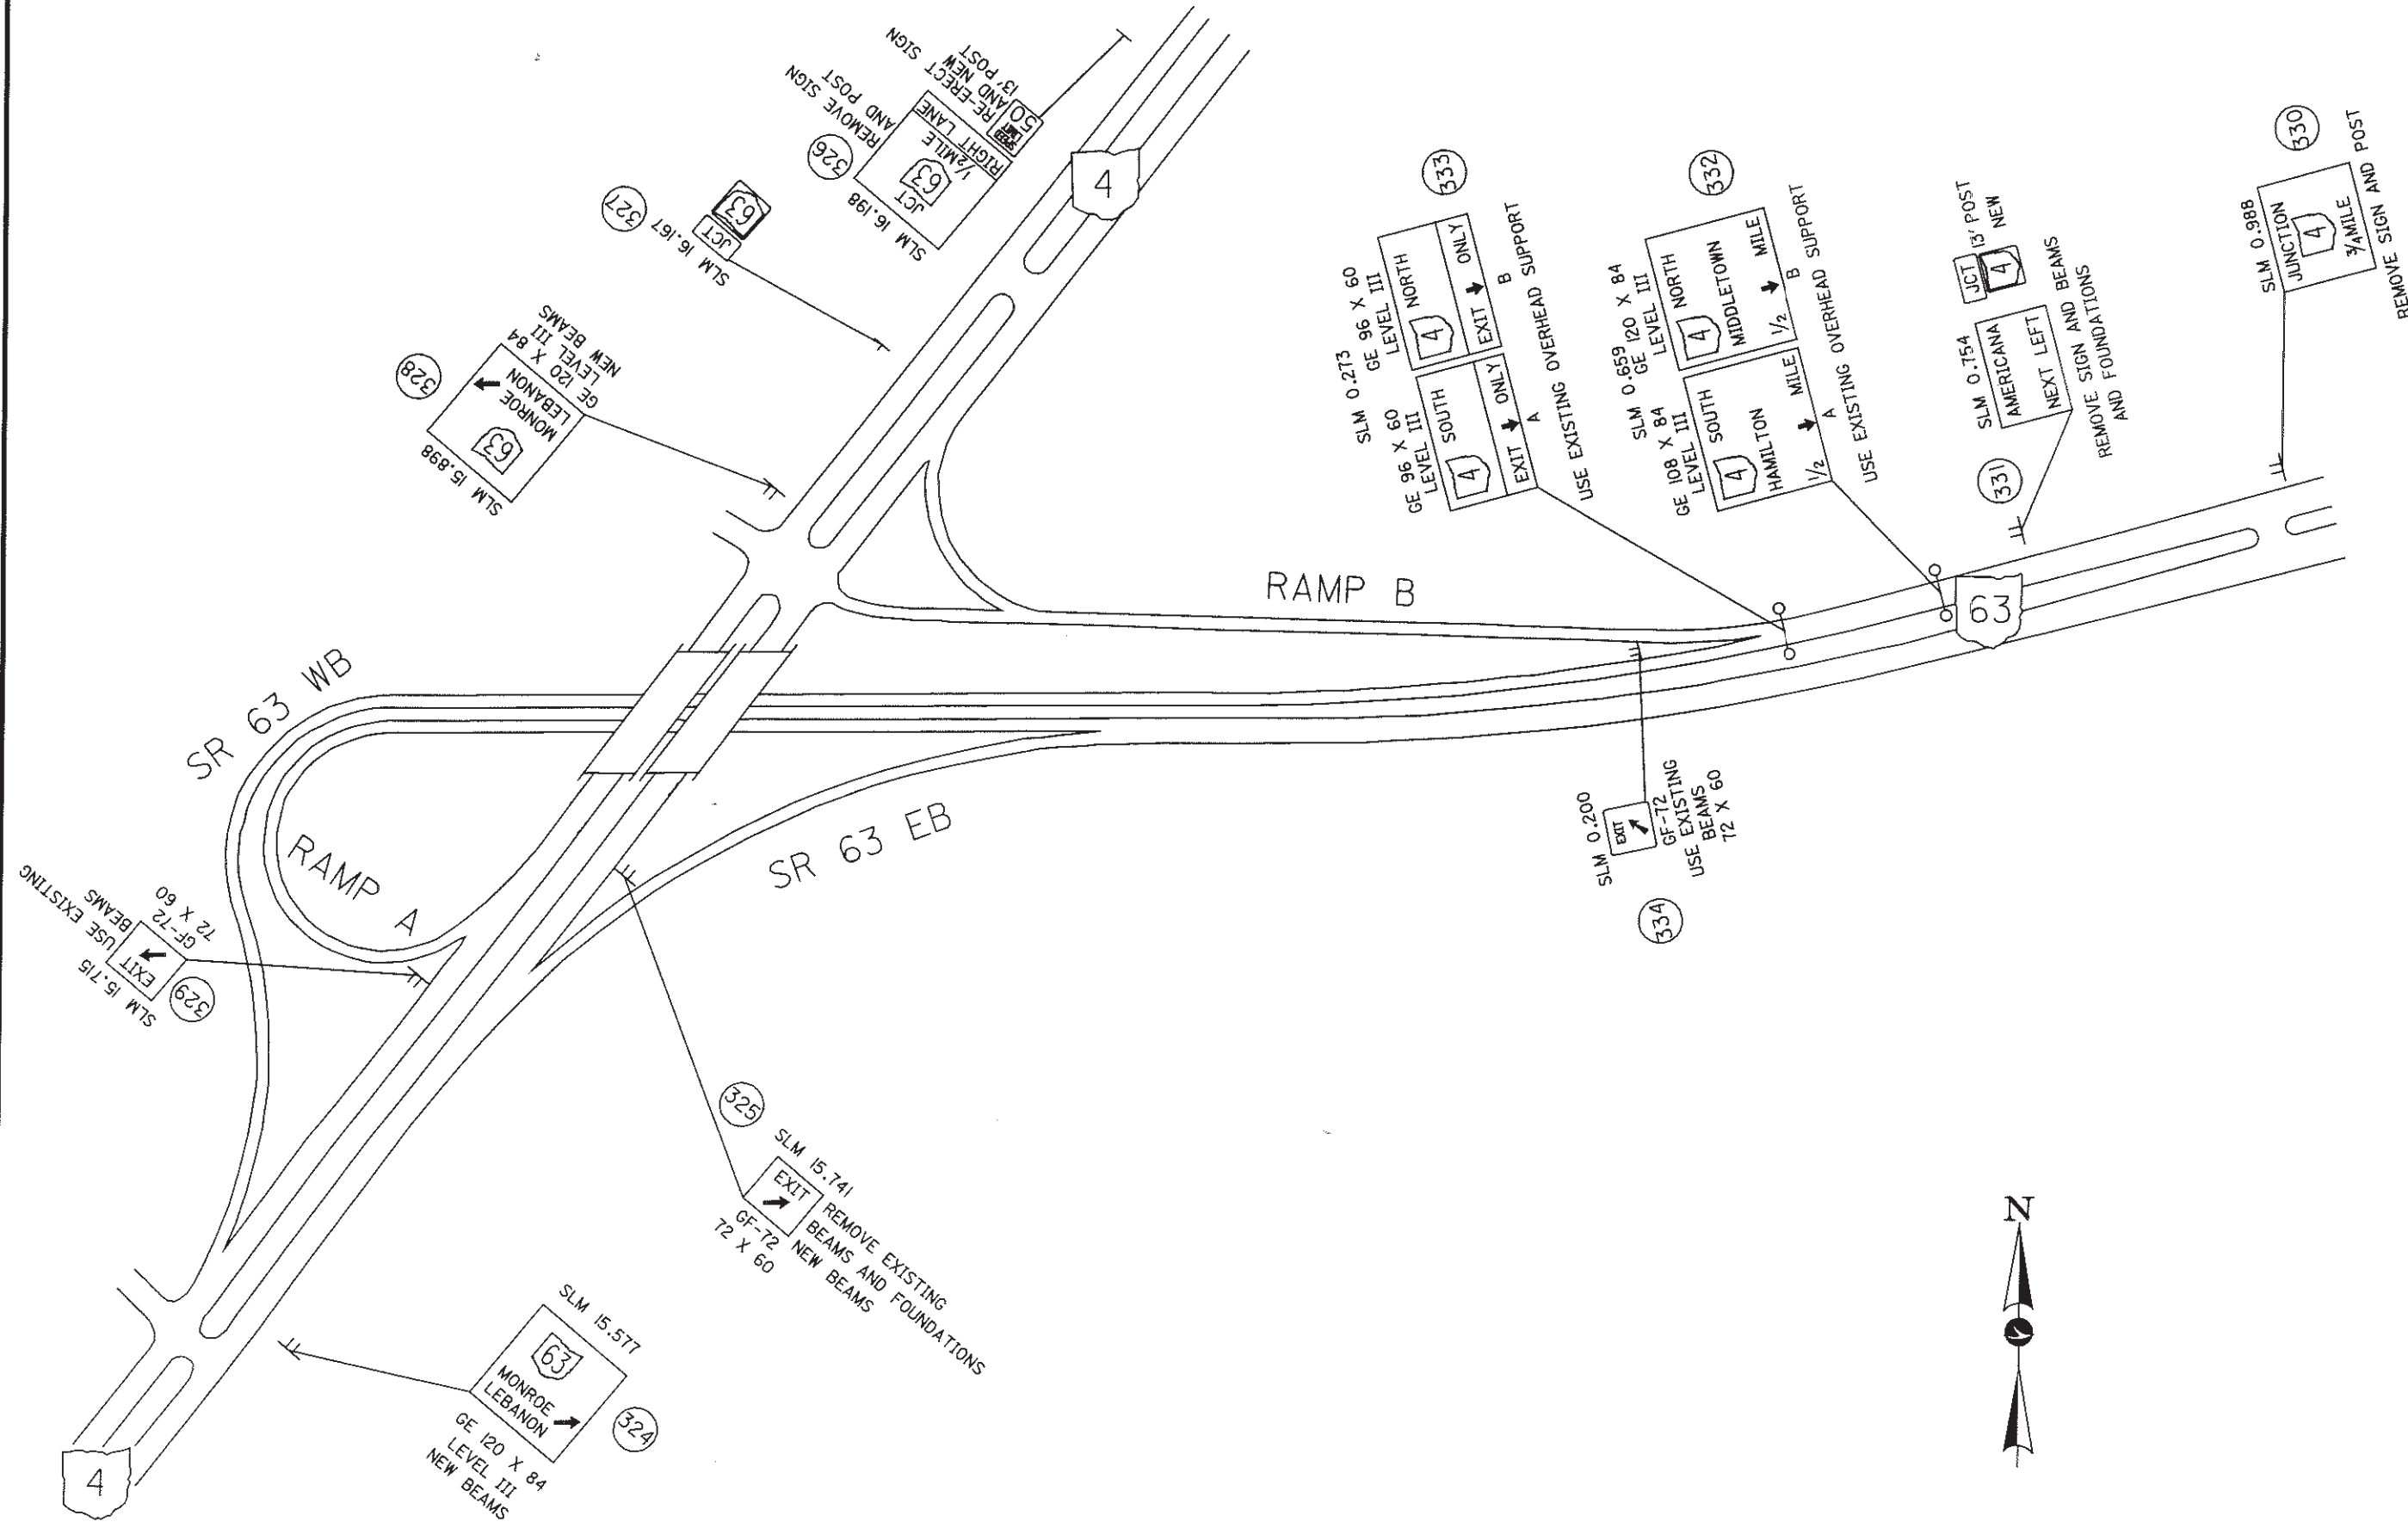 RE-ERECT SIGN
AND NEW
13' POST
SPEED
LIMIT
50
REMOVE SIGN
AND POST
326
JCT
63
1/2 MILE
RIGHT LANE
SLM 16.198
4
327
JCT
63
SLM 16.167
328
GE 120 X 84
LEVEL III
NEW BEAMS
63
MONROE
LEBANON
SLM 15.898
SLM 0.273
333
GE 96 X 60
LEVEL III
4 SOUTH
EXIT ONLY
A
GE 96 X 60
LEVEL III
4 NORTH
EXIT ONLY
B
USE EXISTING OVERHEAD SUPPORT
SLM 0.659
332
GE 108 X 84
LEVEL III
4 SOUTH
HAMILTON
1/2 MILE
A
GE 120 X 84
LEVEL III
4 NORTH
MIDDLETOWN
1/2 MILE
B
USE EXISTING OVERHEAD SUPPORT
SLM 0.754
AMERICANA
NEXT LEFT
JCT
4
13' POST
NEW
REMOVE SIGN AND BEAMS
AND FOUNDATIONS
331
330
SLM 0.988
JUNCTION
4
3/4 MILE
REMOVE SIGN AND POST
RAMP B
63
SR 63 WB
RAMP A
SR 63 EB
SLM 0.200
EXIT
GF-72
USE EXISTING
BEAMS
72 X 60
334
USE EXISTING
BEAMS
GF-72
72 X 60
EXIT
SLM 15.715
329
325
SLM 15.741
EXIT
GF-72
72 X 60
REMOVE EXISTING
BEAMS AND FOUNDATIONS
NEW BEAMS
SLM 15.577
63
MONROE
LEBANON
GE 120 X 84
LEVEL III
NEW BEAMS
324
4
N